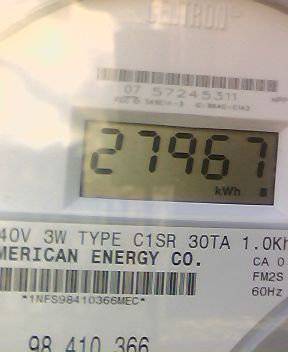 CELTRON®
07 57245311
27967
kWh
40V 3W TYPE C1SR 30TA 1.0Kh
MERICAN ENERGY CO.
CA 0
FM2S
60Hz
*1NFS98410366MEC*
98 410 366